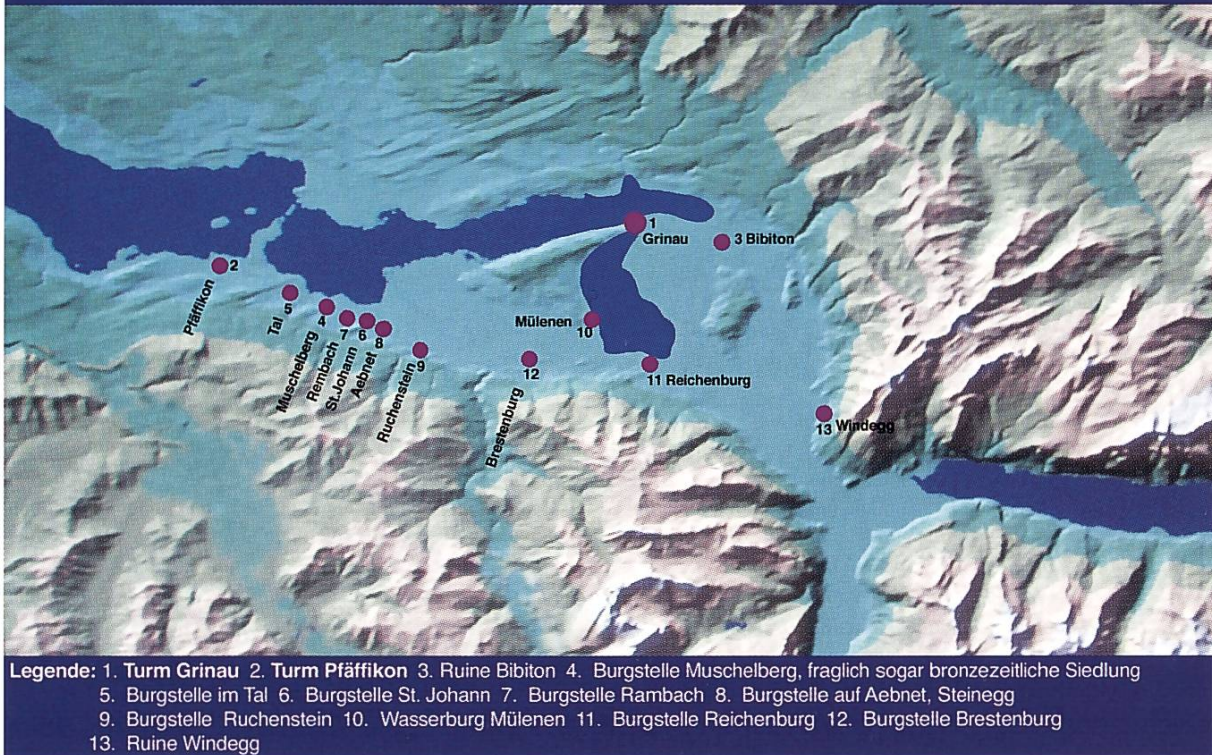 1
Grinau
3 Bibiton
2
Pfäffikon
5
Tal
4
Muschelberg
7
Rembach
6
St.Johann
8
Aebnet
9
Ruchenstein
Mülenen
10
12
Brestenburg
11 Reichenburg
13 Windegg
Legende: 1. Turm Grinau 2. Turm Pfäffikon 3. Ruine Bibiton 4. Burgstelle Muschelberg, fraglich sogar bronzezeitliche Siedlung
5. Burgstelle im Tal 6. Burgstelle St. Johann 7. Burgstelle Rambach 8. Burgstelle auf Aebnet, Steinegg
9. Burgstelle Ruchenstein 10. Wasserburg Mülenen 11. Burgstelle Reichenburg 12. Burgstelle Brestenburg
13. Ruine Windegg